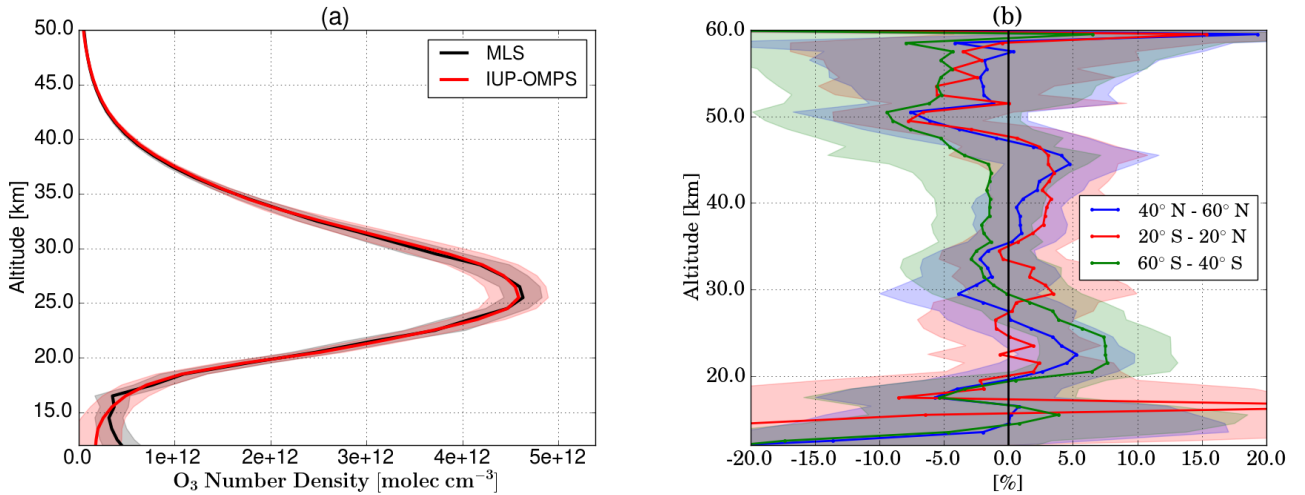 (a)
50.0
45.0
40.0
35.0
30.0
25.0
20.0
15.0
Altitude [km]
MLS
IUP-OMPS
0.0
1e+12
2e+12
3e+12
4e+12
5e+12
O₃ Number Density [molec cm⁻³]
(b)
60.0
50.0
40.0
30.0
20.0
Altitude [km]
40° N - 60° N
20° S - 20° N
60° S - 40° S
-20.0
-15.0
-10.0
-5.0
0.0
5.0
10.0
15.0
20.0
[%]